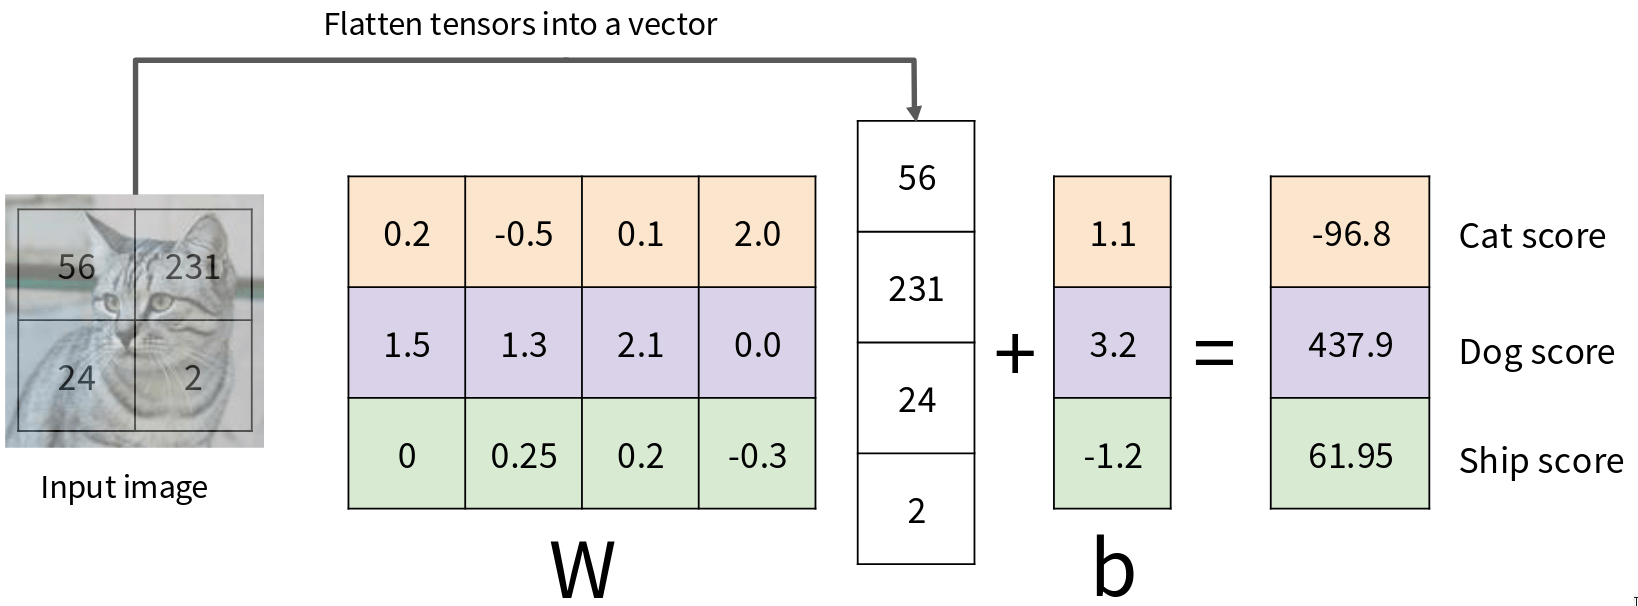 Flatten tensors into a vector
56 231
24 2
Input image
0.2 -0.5 0.1 2.0
1.5 1.3 2.1 0.0
0 0.25 0.2 -0.3
W
56
231
24
2
+
1.1
3.2
-1.2
b
=
-96.8 Cat score
437.9 Dog score
61.95 Ship score